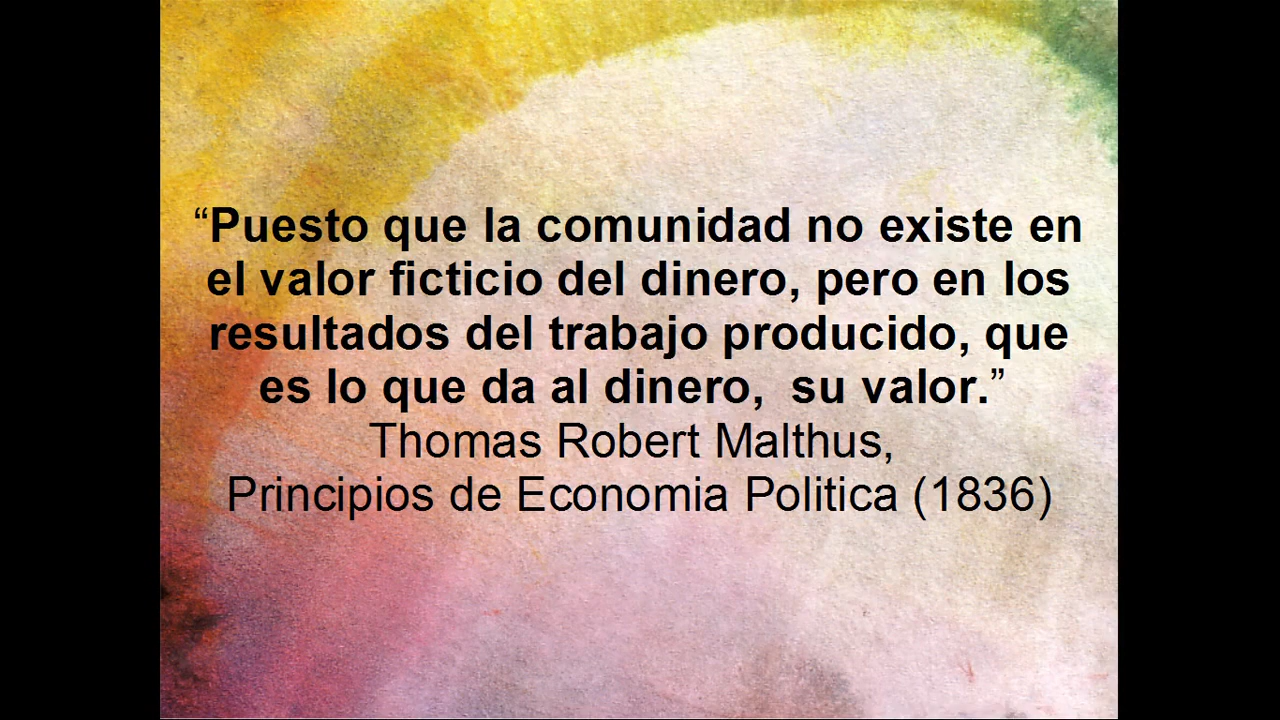 “Puesto que la comunidad no existe en
el valor ficticio del dinero, pero en los
resultados del trabajo producido, que
es lo que da al dinero,  su valor.”
Thomas Robert Malthus,
Principios de Economia Politica (1836)